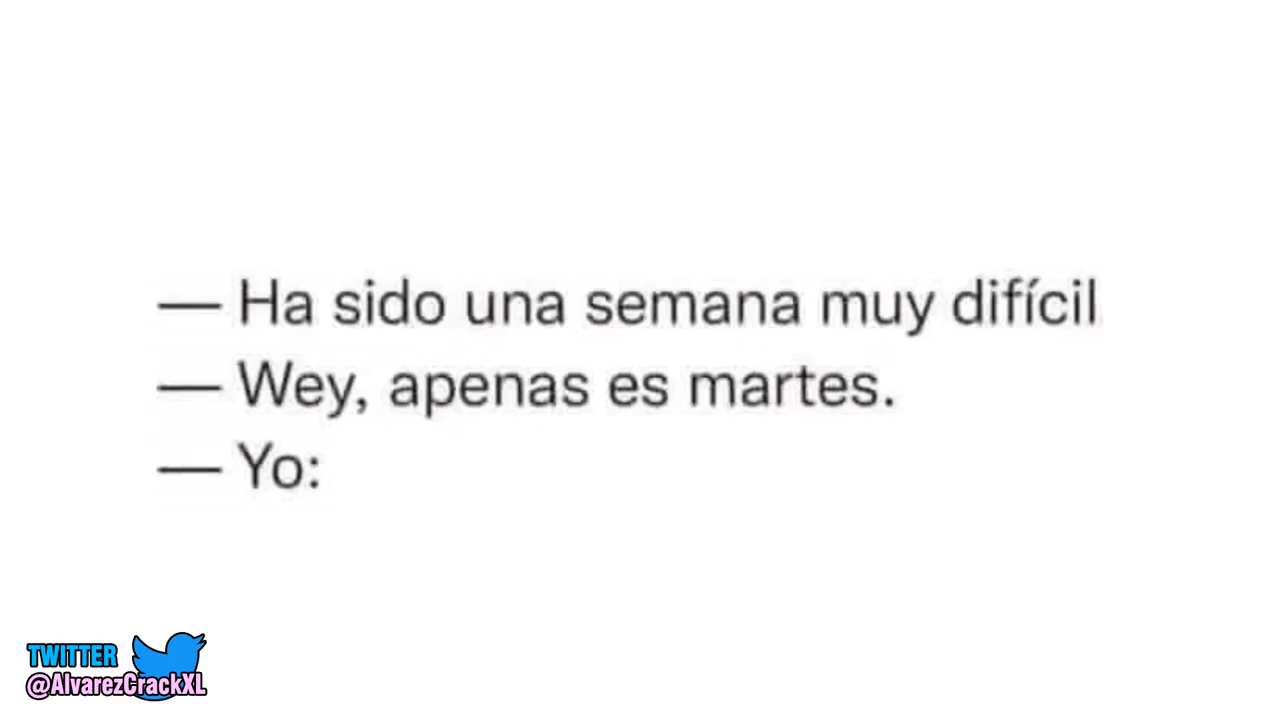 — Ha sido una semana muy difícil
— Wey, apenas es martes.
— Yo:
TWITTER
@AlvarezCrackXL